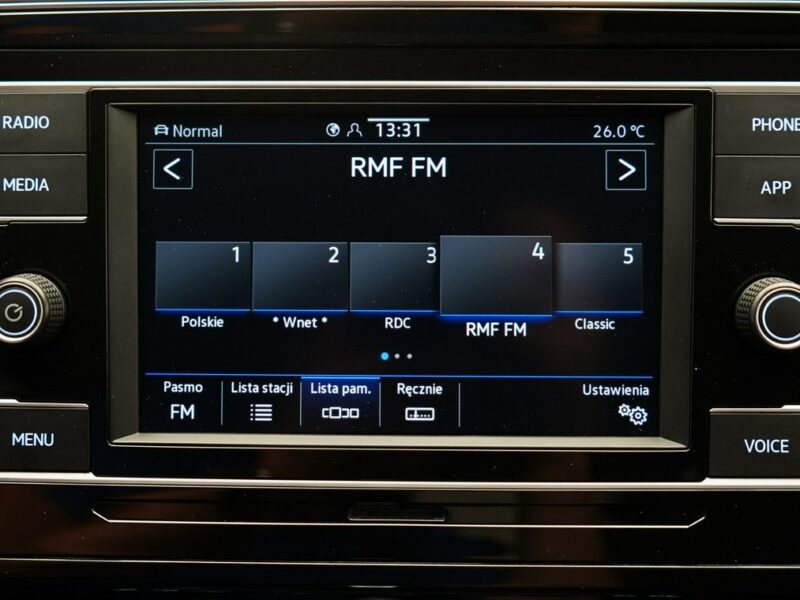 RADIO
MEDIA
MENU
Normal
13:31
26.0 °C
<
RMF FM
>
1
2
3
4
5
Polskie
* Wnet *
RDC
RMF FM
Classic
Pasmo
FM
Lista stacji
Lista pam.
Ręcznie
Ustawienia
PHONE
APP
VOICE